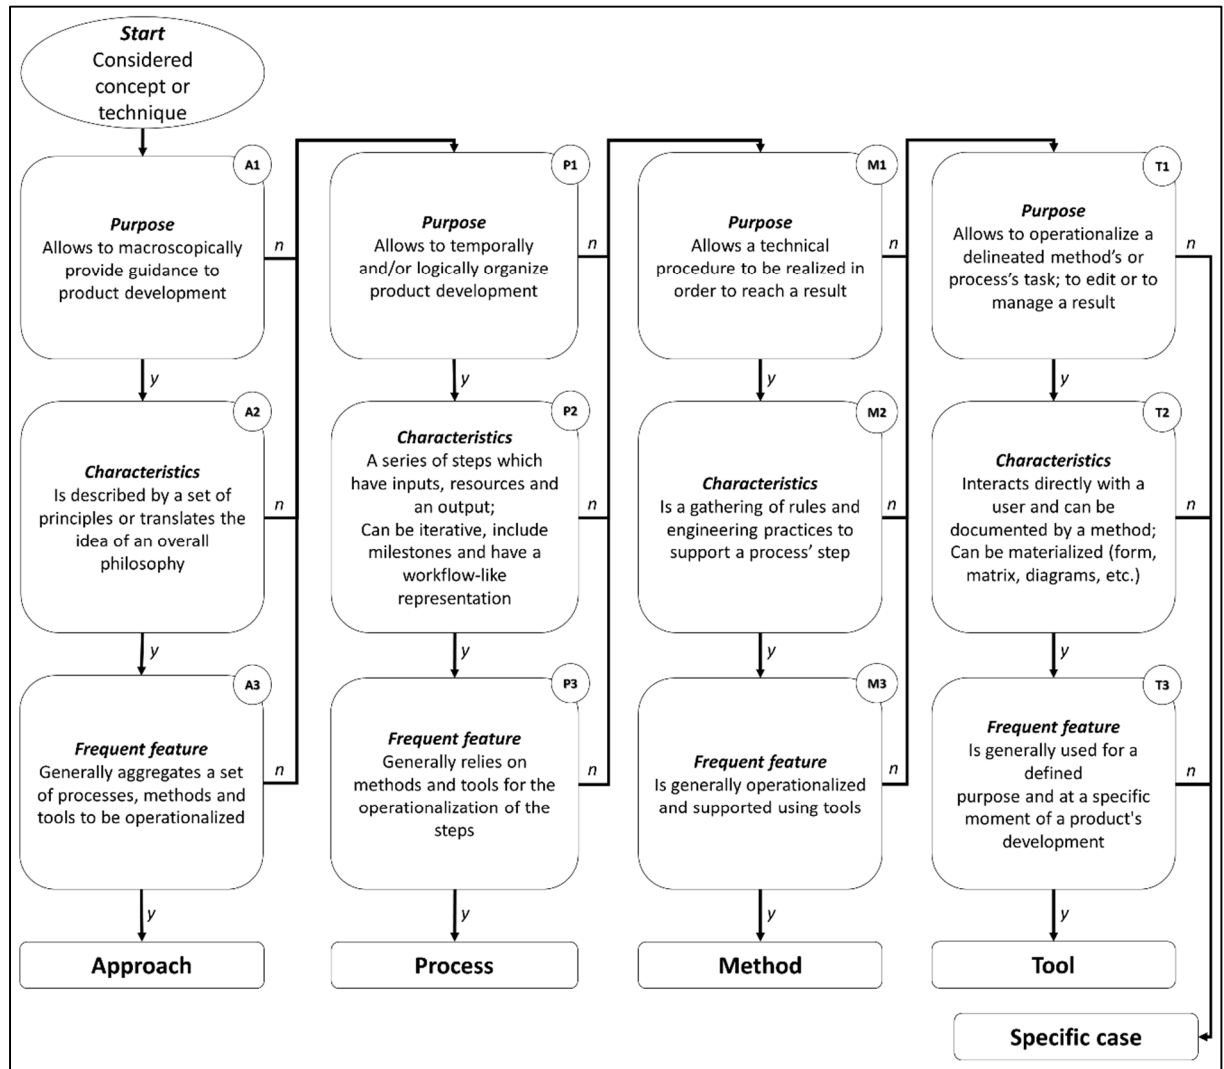 Start
Considered
concept or
technique
A1
Purpose
Allows to macroscopically
provide guidance to
product development
n
y
A2
Characteristics
Is described by a set of
principles or translates the
idea of an overall
philosophy
n
y
A3
Frequent feature
Generally aggregates a set
of processes, methods and
tools to be operationalized
n
y
Approach
P1
Purpose
Allows to temporally
and/or logically organize
product development
n
y
P2
Characteristics
A series of steps which
have inputs, resources and
an output;
Can be iterative, include
milestones and have a
workflow-like
representation
n
y
P3
Frequent feature
Generally relies on
methods and tools for the
operationalization of the
steps
n
y
Process
M1
Purpose
Allows a technical
procedure to be realized in
order to reach a result
n
y
M2
Characteristics
Is a gathering of rules and
engineering practices to
support a process’ step
n
y
M3
Frequent feature
Is generally operationalized
and supported using tools
n
y
Method
T1
Purpose
Allows to operationalize a
delineated method’s or
process’s task; to edit or to
manage a result
n
y
T2
Characteristics
Interacts directly with a
user and can be
documented by a method;
Can be materialized (form,
matrix, diagrams, etc.)
n
y
T3
Frequent feature
Is generally used for a
defined
purpose and at a specific
moment of a product's
development
n
y
Tool
Specific case